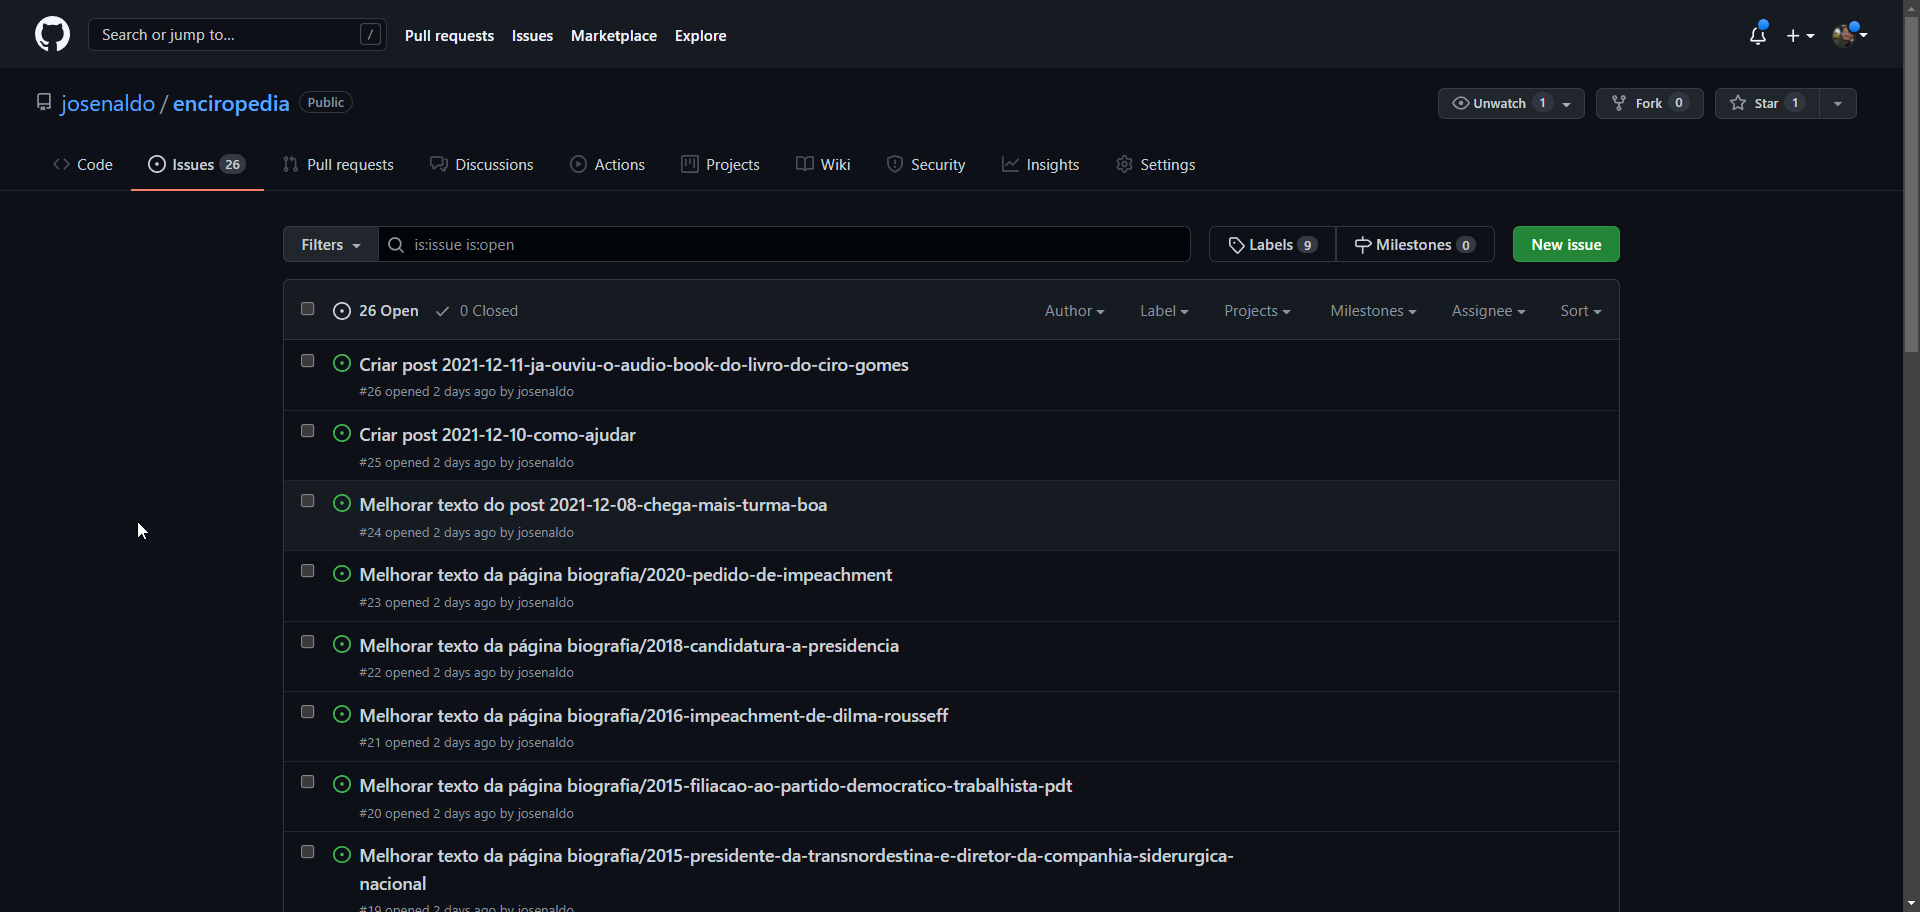 Search or jump to... /
Pull requests Issues Marketplace Explore
josenaldo / enciropedia Public
Unwatch 1 Fork 0 Star 1
Code Issues 26 Pull requests Discussions Actions Projects Wiki Security Insights Settings
Filters is:issue is:open Labels 9 Milestones 0 New issue
26 Open 0 Closed Author Label Projects Milestones Assignee Sort
Criar post 2021-12-11-ja-ouviu-o-audio-book-do-livro-do-ciro-gomes
#26 opened 2 days ago by josenaldo
Criar post 2021-12-10-como-ajudar
#25 opened 2 days ago by josenaldo
Melhorar texto do post 2021-12-08-chega-mais-turma-boa
#24 opened 2 days ago by josenaldo
Melhorar texto da página biografia/2020-pedido-de-impeachment
#23 opened 2 days ago by josenaldo
Melhorar texto da página biografia/2018-candidatura-a-presidencia
#22 opened 2 days ago by josenaldo
Melhorar texto da página biografia/2016-impeachment-de-dilma-rousseff
#21 opened 2 days ago by josenaldo
Melhorar texto da página biografia/2015-filiacao-ao-partido-democratico-trabalhista-pdt
#20 opened 2 days ago by josenaldo
Melhorar texto da página biografia/2015-presidente-da-transnordestina-e-diretor-da-companhia-siderurgica-
nacional
#19 opened 2 days ago by josenaldo